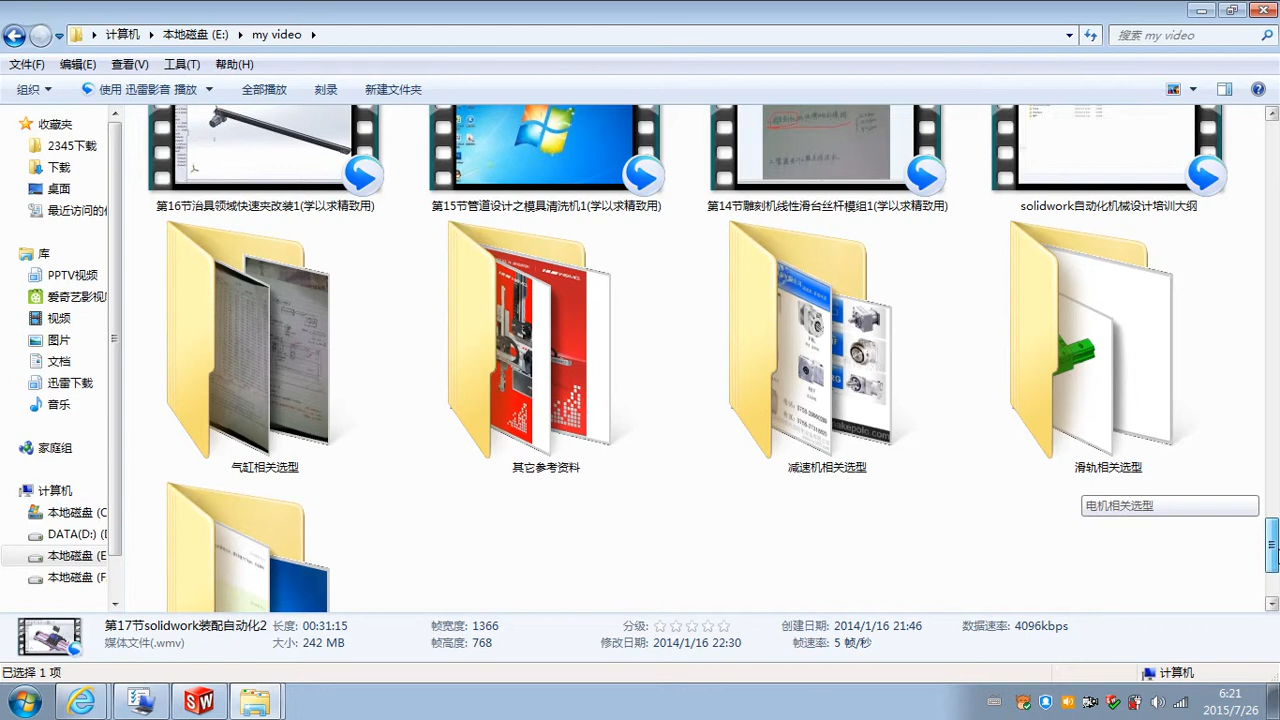 计算机 ▸ 本地磁盘 (E:) ▸ my video ▸
搜索 my video
文件(F) 编辑(E) 查看(V) 工具(T) 帮助(H)
组织 使用 迅雷影音 播放 全部播放 刻录 新建文件夹
收藏夹
2345下载
下载
桌面
最近访问的
库
PPTV视频
爱奇艺影视
视频
图片
文档
迅雷下载
音乐
家庭组
计算机
本地磁盘 (C
DATA(D:) (
本地磁盘 (E
本地磁盘 (F
第16节治具领域快速夹改装1(学以求精致用)
第15节管道设计之模具清洗机1(学以求精致用)
第14节雕刻机线性滑台丝杆模组1(学以求精致用)
solidwork自动化机械设计培训大纲
气缸相关选型
其它参考资料
减速机相关选型
滑轨相关选型
电机相关选型
第17节solidwork装配自动化2 长度: 00:31:15 帧宽度: 1366 分级: 创建日期: 2014/1/16 21:46 数据速率: 4096kbps
媒体文件(.wmv) 大小: 242 MB 帧高度: 768 修改日期: 2014/1/16 22:30 帧速率: 5 帧/秒
已选择 1 项
计算机
6:21
2015/7/26